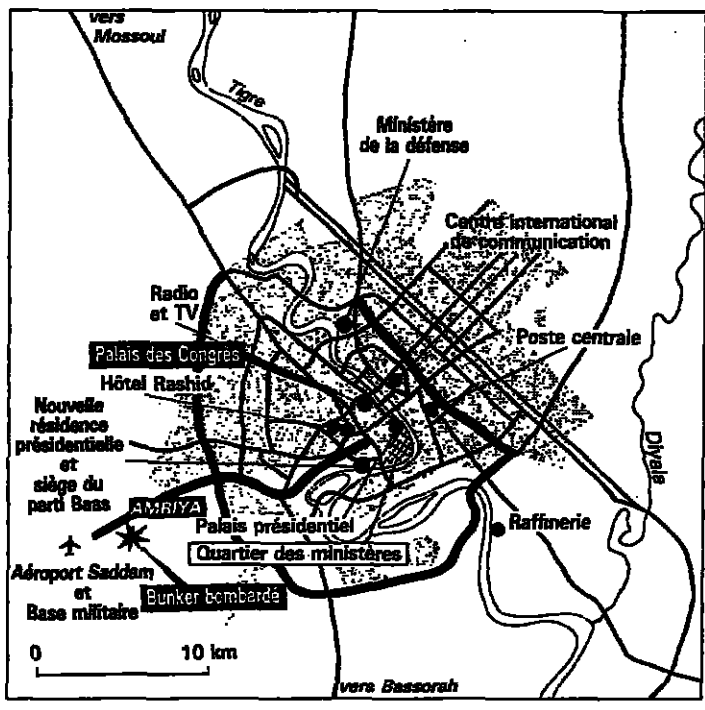 vers
Mossoul
Tigre
Ministère
de la défense
Centre international
de communication
Radio
et TV
Poste centrale
Palais des Congrès
Hôtel Rashid
Nouvelle
résidence
présidentielle
et
siège du
parti Bass
Diyala
AMRIYA
Palais présidentiel
Raffinerie
Quartier des ministères
Aéroport Saddam
et
Base militaire
Bunker bombardé
0 10 km
vers Bassorah